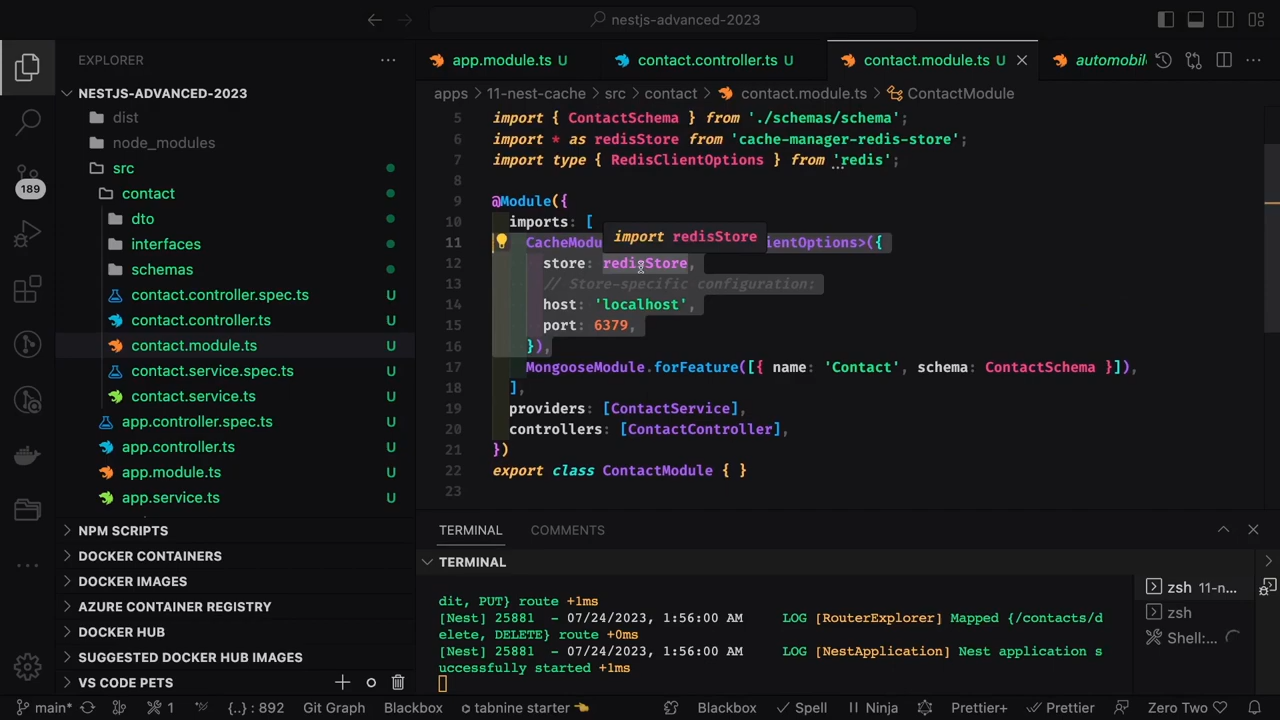 nestjs-advanced-2023
EXPLORER
NESTJS-ADVANCED-2023
dist
node_modules
src
contact
dto
interfaces
schemas
contact.controller.spec.ts U
contact.controller.ts U
contact.module.ts U
contact.service.spec.ts U
contact.service.ts U
app.controller.spec.ts U
app.controller.ts U
app.module.ts U
app.service.ts U
NPM SCRIPTS
DOCKER CONTAINERS
DOCKER IMAGES
AZURE CONTAINER REGISTRY
DOCKER HUB
SUGGESTED DOCKER HUB IMAGES
VS CODE PETS
189
app.module.ts U contact.controller.ts U contact.module.ts U automobil
apps > 11-nest-cache > src > contact > contact.module.ts > ContactModule
5 import { ContactSchema } from './schemas/schema';
6 import * as redisStore from 'cache-manager-redis-store';
7 import type { RedisClientOptions } from 'redis';
8
9 @Module({
10 imports: [
import redisStore
11 CacheModu ientOptions>({
12 store: redisStore,
13 // Store-specific configuration:
14 host: 'localhost',
15 port: 6379,
16 }),
17 MongooseModule.forFeature([{ name: 'Contact', schema: ContactSchema }]),
18 ],
19 providers: [ContactService],
20 controllers: [ContactController],
21 })
22 export class ContactModule { }
23
TERMINAL COMMENTS
TERMINAL
dit, PUT} route +1ms
[Nest] 25881 - 07/24/2023, 1:56:00 AM LOG [RouterExplorer] Mapped {/contacts/d
elete, DELETE} route +0ms
[Nest] 25881 - 07/24/2023, 1:56:00 AM LOG [NestApplication] Nest application s
uccessfully started +1ms
zsh 11-n...
zsh
Shell:...
main* 1 {..} : 892 Git Graph Blackbox tabnine starter Blackbox Spell Ninja Prettier+ Prettier Zero Two